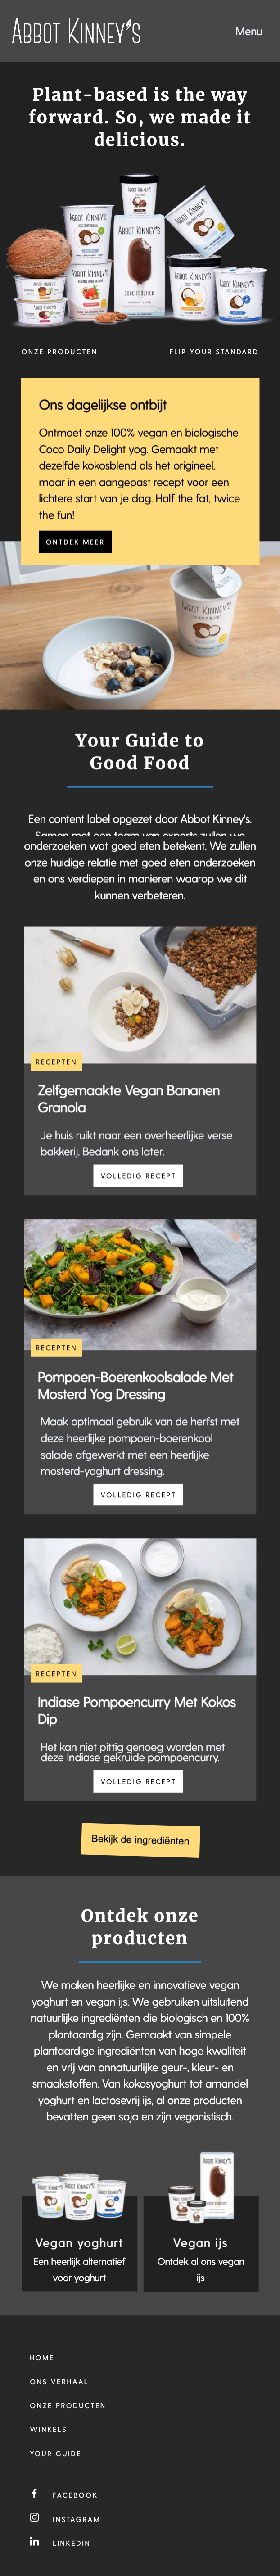 ABBOT KINNEY'S
Menu
Plant-based is the way
forward. So, we made it
delicious.
ONZE PRODUCTEN
FLIP YOUR STANDARD
Ons dagelijkse ontbijt
Ontmoet onze 100% vegan en biologische
Coco Daily Delight yog. Gemaakt met
dezelfde kokosblend als het origineel,
maar in een aangepast recept voor een
lichtere start van je dag. Half the fat, twice
the fun!
ONTDEK MEER
ABBOT KINNEY'S
Your Guide to
Good Food
Een content label opgezet door Abbot Kinney's.
Samen met een team van experts zullen we
onderzoeken wat goed eten betekent. We zullen
onze huidige relatie met goed eten onderzoeken
en ons verdiepen in manieren waarop we dit
kunnen verbeteren.
RECEPTEN
Zelfgemaakte Vegan Bananen
Granola
Je huis ruikt naar een overheerlijke verse
bakkerij. Bedank ons later.
VOLLEDIG RECEPT
RECEPTEN
Pompoen-Boerenkoolsalade Met
Mosterd Yog Dressing
Maak optimaal gebruik van de herfst met
deze heerlijke pompoen-boerenkool
salade afgewerkt met een heerlijke
mosterd-yoghurt dressing.
VOLLEDIG RECEPT
RECEPTEN
Indiase Pompoencurry Met Kokos
Dip
Het kan niet pittig genoeg worden met
deze Indiase gekruide pompoencurry.
VOLLEDIG RECEPT
Bekijk de ingrediënten
Ontdek onze
producten
We maken heerlijke en innovatieve vegan
yoghurt en vegan ijs. We gebruiken uitsluitend
natuurlijke ingrediënten die biologisch en 100%
plantaardig zijn. Gemaakt van simpele
plantaardige ingrediënten van hoge kwaliteit
en vrij van onnatuurlijke geur-, kleur- en
smaakstoffen. Van kokosyoghurt tot amandel
yoghurt en lactosevrij ijs, al onze producten
bevatten geen soja en zijn veganistisch.
Vegan yoghurt
Een heerlijk alternatief
voor yoghurt
Vegan ijs
Ontdek al ons vegan
ijs
HOME
ONS VERHAAL
ONZE PRODUCTEN
WINKELS
YOUR GUIDE
FACEBOOK
INSTAGRAM
LINKEDIN